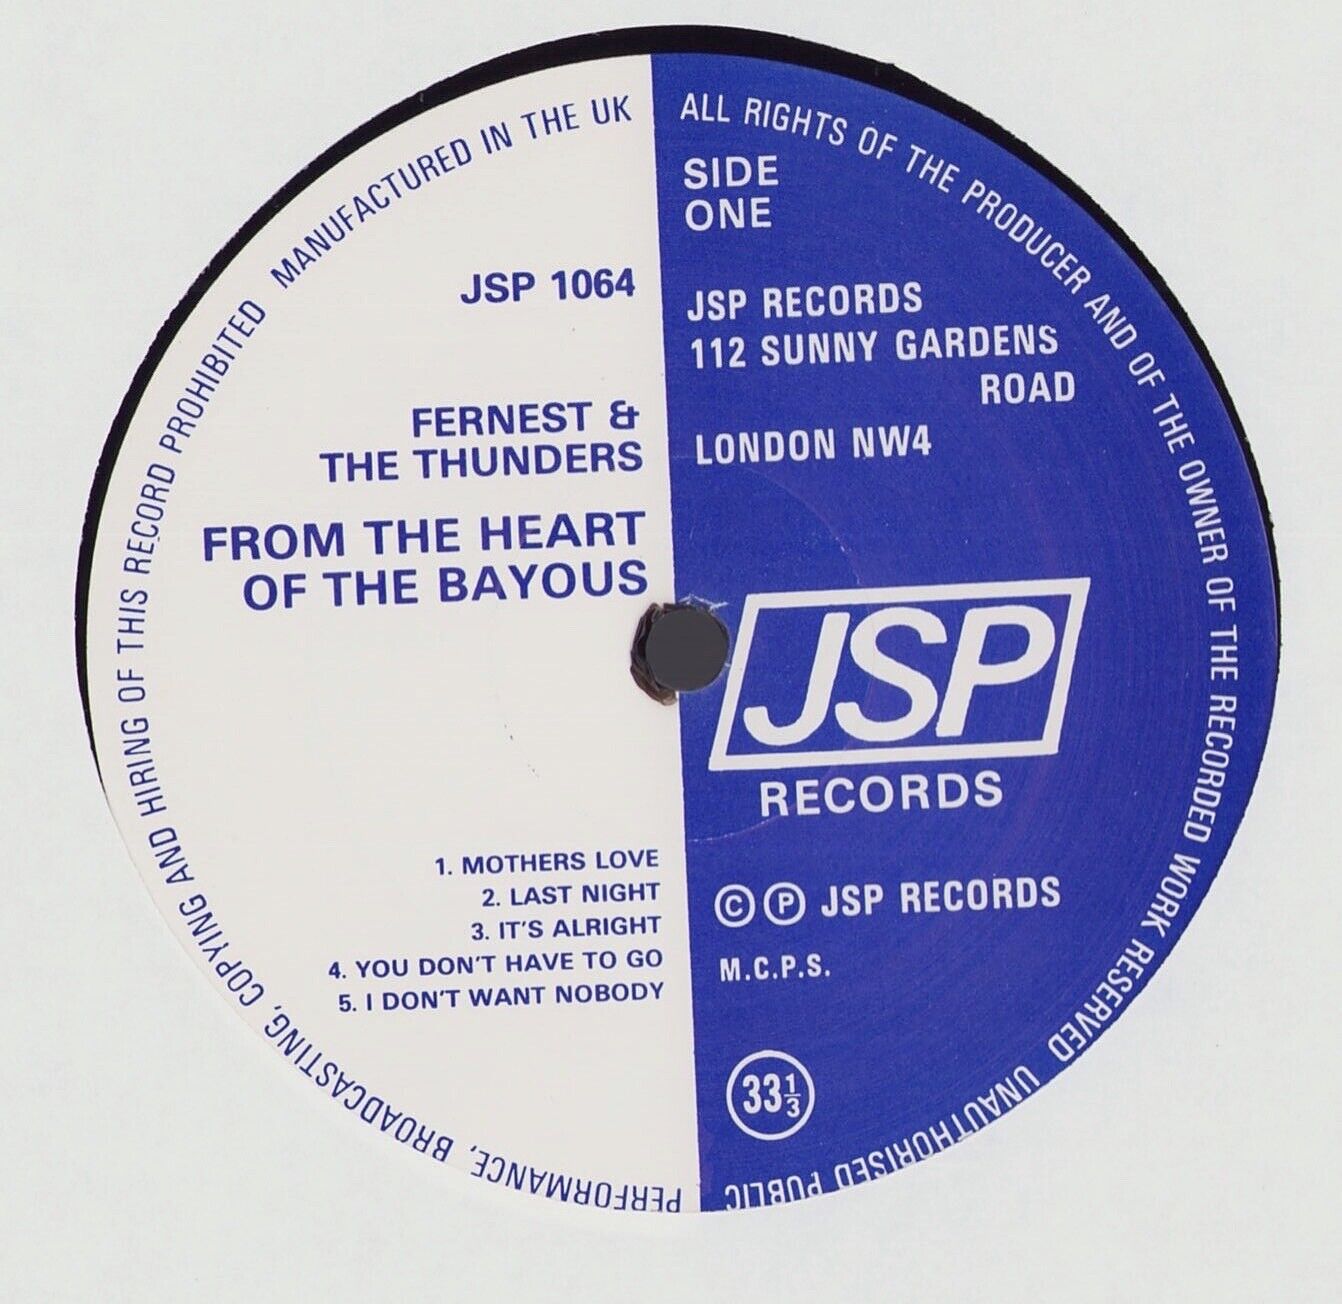 MANUFACTURED IN THE UK
ALL RIGHTS OF THE PRODUCER AND OF THE OWNER OF THE RECORDED WORK RESERVED UNAUTHORISED PUBLIC PERFORMANCE, BROADCASTING, COPYING AND HIRING OF THIS RECORD PROHIBITED
JSP 1064
FERNEST &
THE THUNDERS
FROM THE HEART
OF THE BAYOUS
1. MOTHERS LOVE
2. LAST NIGHT
3. IT'S ALRIGHT
4. YOU DON'T HAVE TO GO
5. I DON'T WANT NOBODY
SIDE
ONE
JSP RECORDS
112 SUNNY GARDENS
ROAD
LONDON NW4
JSP
RECORDS
© ℗ JSP RECORDS
M.C.P.S.
33 1/3